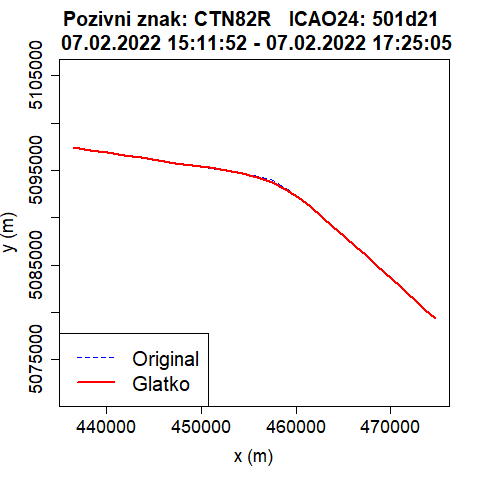 Pozivni znak: CTN82R   ICAO24: 501d21
07.02.2022 15:11:52 - 07.02.2022 17:25:05
5105000
5095000
5085000
5075000
y (m)
Original
Glatko
440000 450000 460000 470000
x (m)